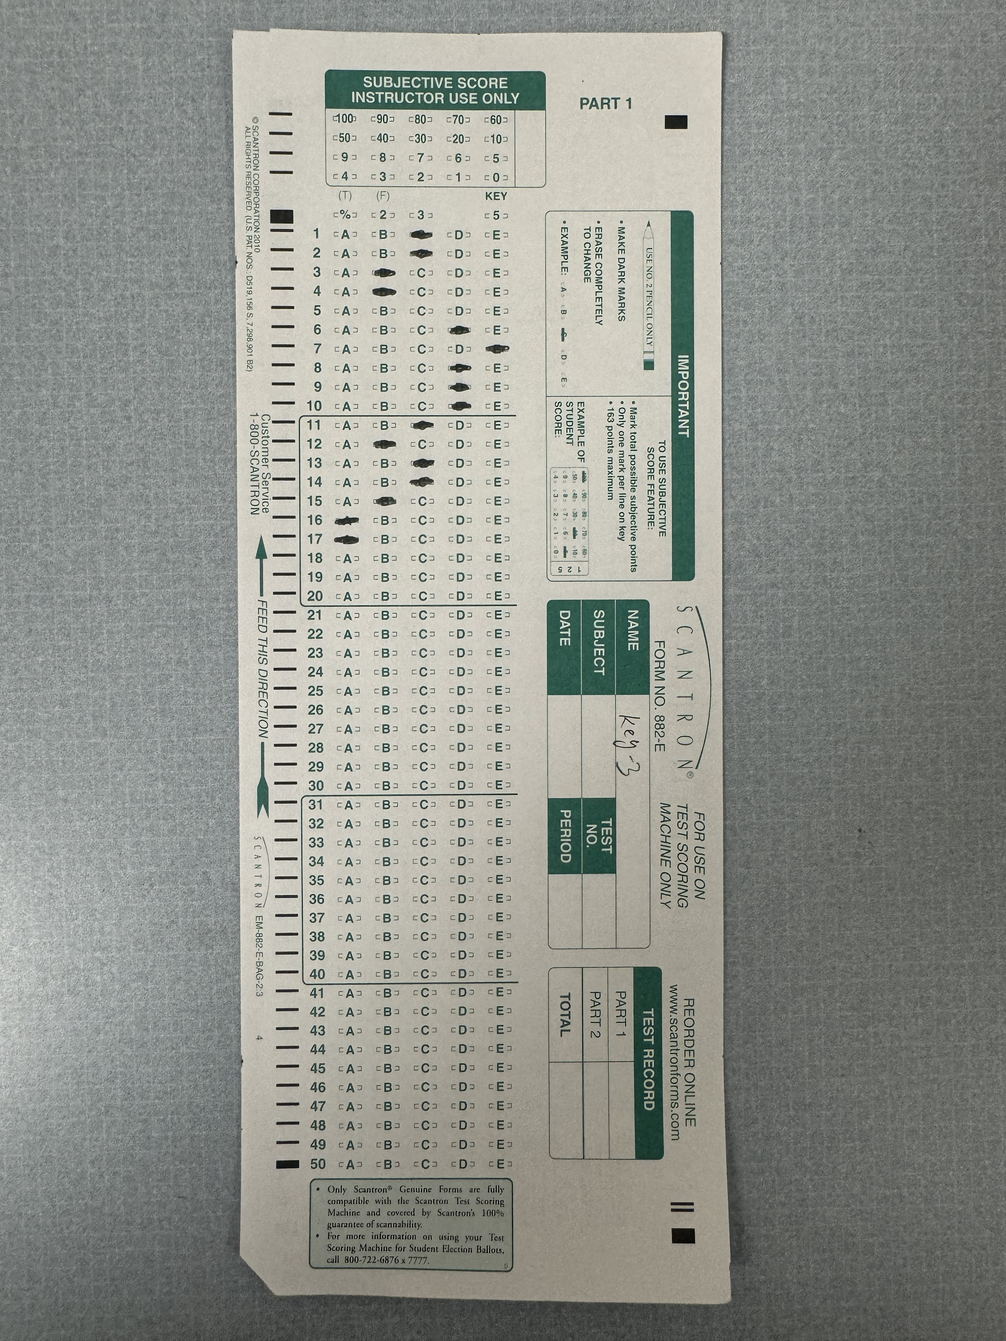 SUBJECTIVE SCORE
INSTRUCTOR USE ONLY
100 90 80 70 60
50 40 30 20 10
9 8 7 6 5
4 3 2 1 0
(T) (F) KEY
% 2 3 5
1 A B D E
2 A B D E
3 A C D E
4 A C D E
5 A B C D E
6 A B C E
7 A B C D
8 A B C E
9 A B C E
10 A B C E
11 A B D E
12 A C D E
13 A B D E
14 A B D E
15 A C D E
16 B C D E
17 B C D E
18 A B C D E
19 A B C D E
20 A B C D E
21 A B C D E
22 A B C D E
23 A B C D E
24 A B C D E
25 A B C D E
26 A B C D E
27 A B C D E
28 A B C D E
29 A B C D E
30 A B C D E
31 A B C D E
32 A B C D E
33 A B C D E
34 A B C D E
35 A B C D E
36 A B C D E
37 A B C D E
38 A B C D E
39 A B C D E
40 A B C D E
41 A B C D E
42 A B C D E
43 A B C D E
44 A B C D E
45 A B C D E
46 A B C D E
47 A B C D E
48 A B C D E
49 A B C D E
50 A B C D E
• Only Scantron® Genuine Forms are fully
compatible with the Scantron Test Scoring
Machine and covered by Scantron's 100%
guarantee of scannability.
• For more information on using your Test
Scoring Machine for Student Election Ballots,
call 800-722-6876 x 7777.
PART 1
IMPORTANT
USE NO. 2 PENCIL ONLY
• MAKE DARK MARKS
• ERASE COMPLETELY
TO CHANGE
• EXAMPLE: A B D E
TO USE SUBJECTIVE
SCORE FEATURE:
• Mark total possible subjective points
• Only one mark per line on key
• 163 points maximum
EXAMPLE OF
STUDENT
SCORE:
SCANTRON®
FORM NO. 882-E
FOR USE ON
TEST SCORING
MACHINE ONLY
NAME key-3
SUBJECT TEST NO.
DATE PERIOD
REORDER ONLINE
www.scantronforms.com
TEST RECORD
PART 1
PART 2
TOTAL
© SCANTRON CORPORATION 2010
ALL RIGHTS RESERVED.
Customer Service
1-800-SCANTRON
FEED THIS DIRECTION
SCANTRON EM-882-E-BAG-2:3 4